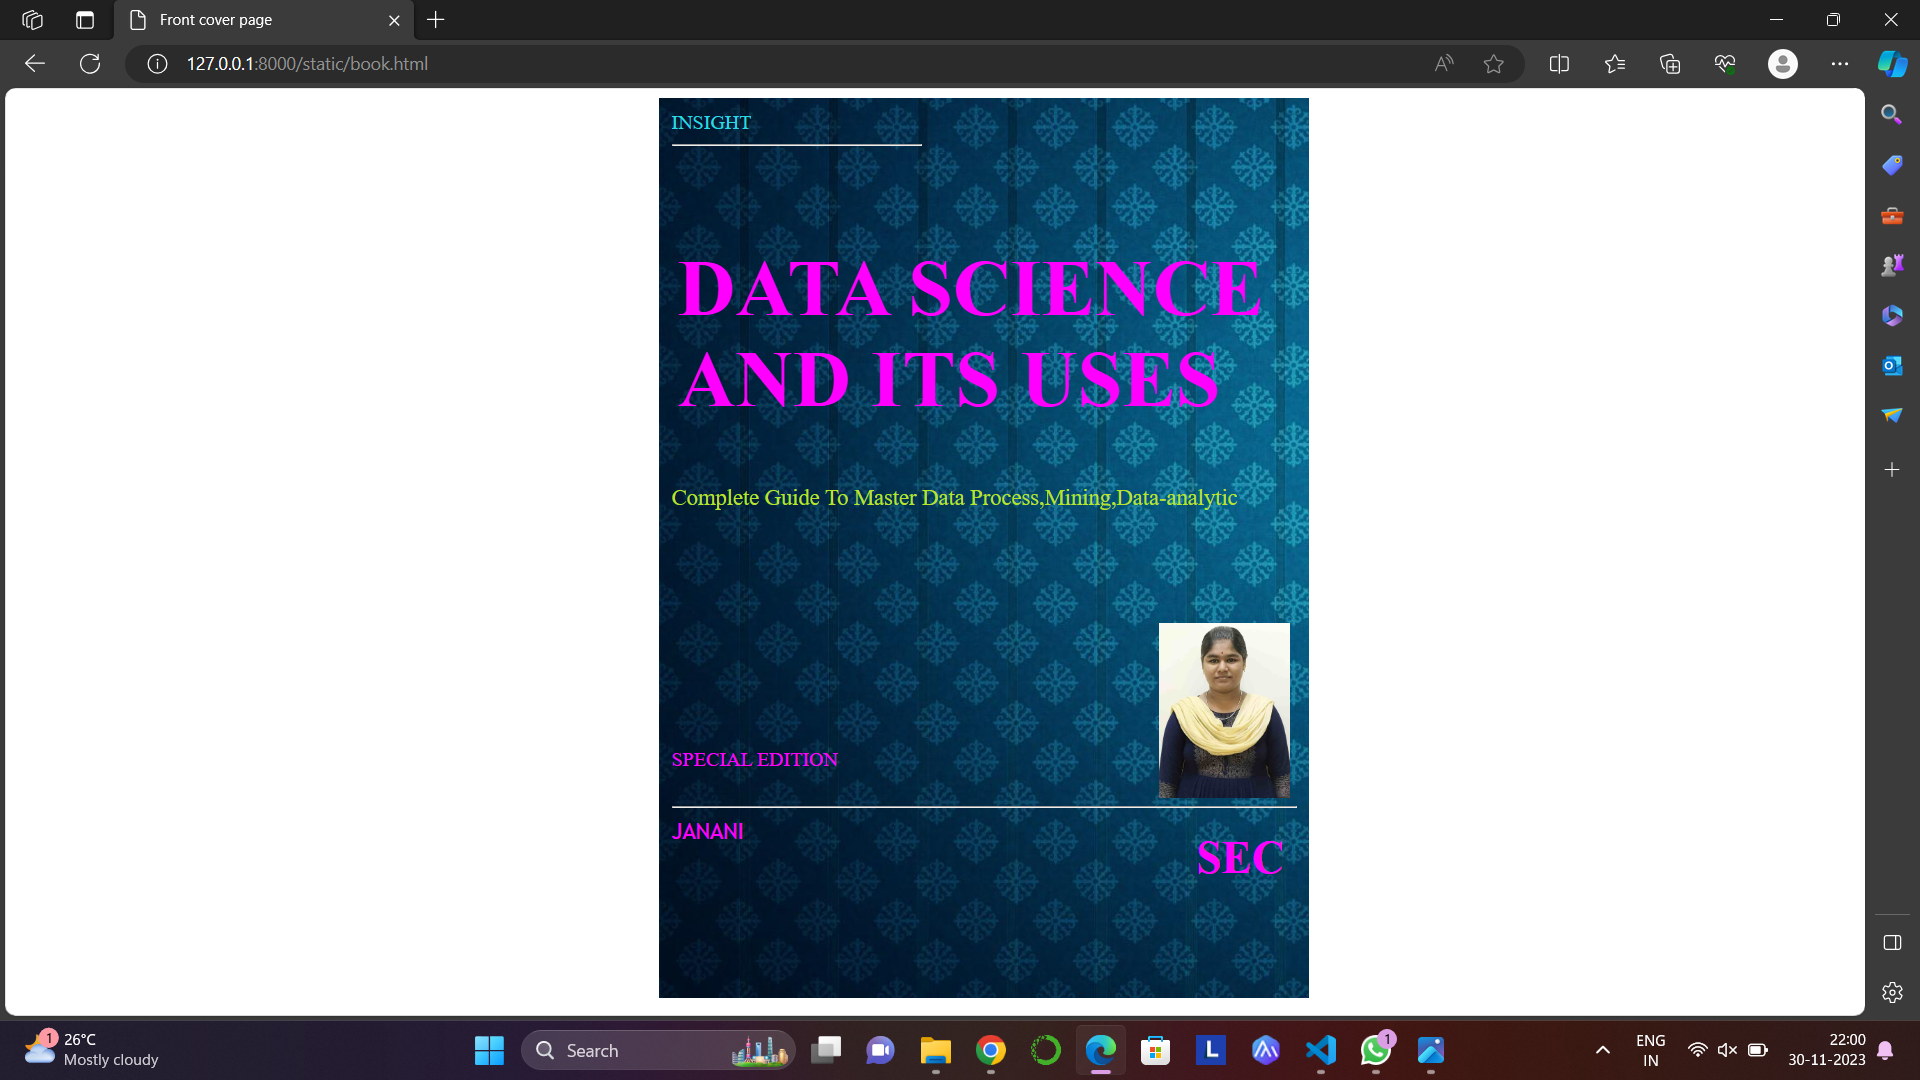 Front cover page
127.0.0.1:8000/static/book.html
INSIGHT
DATA SCIENCE
AND ITS USES
Complete Guide To Master Data Process,Mining,Data-analytic
SPECIAL EDITION
JANANI
SEC
1
26°C
Mostly cloudy
Search
L
1
ENG
IN
22:00
30-11-2023